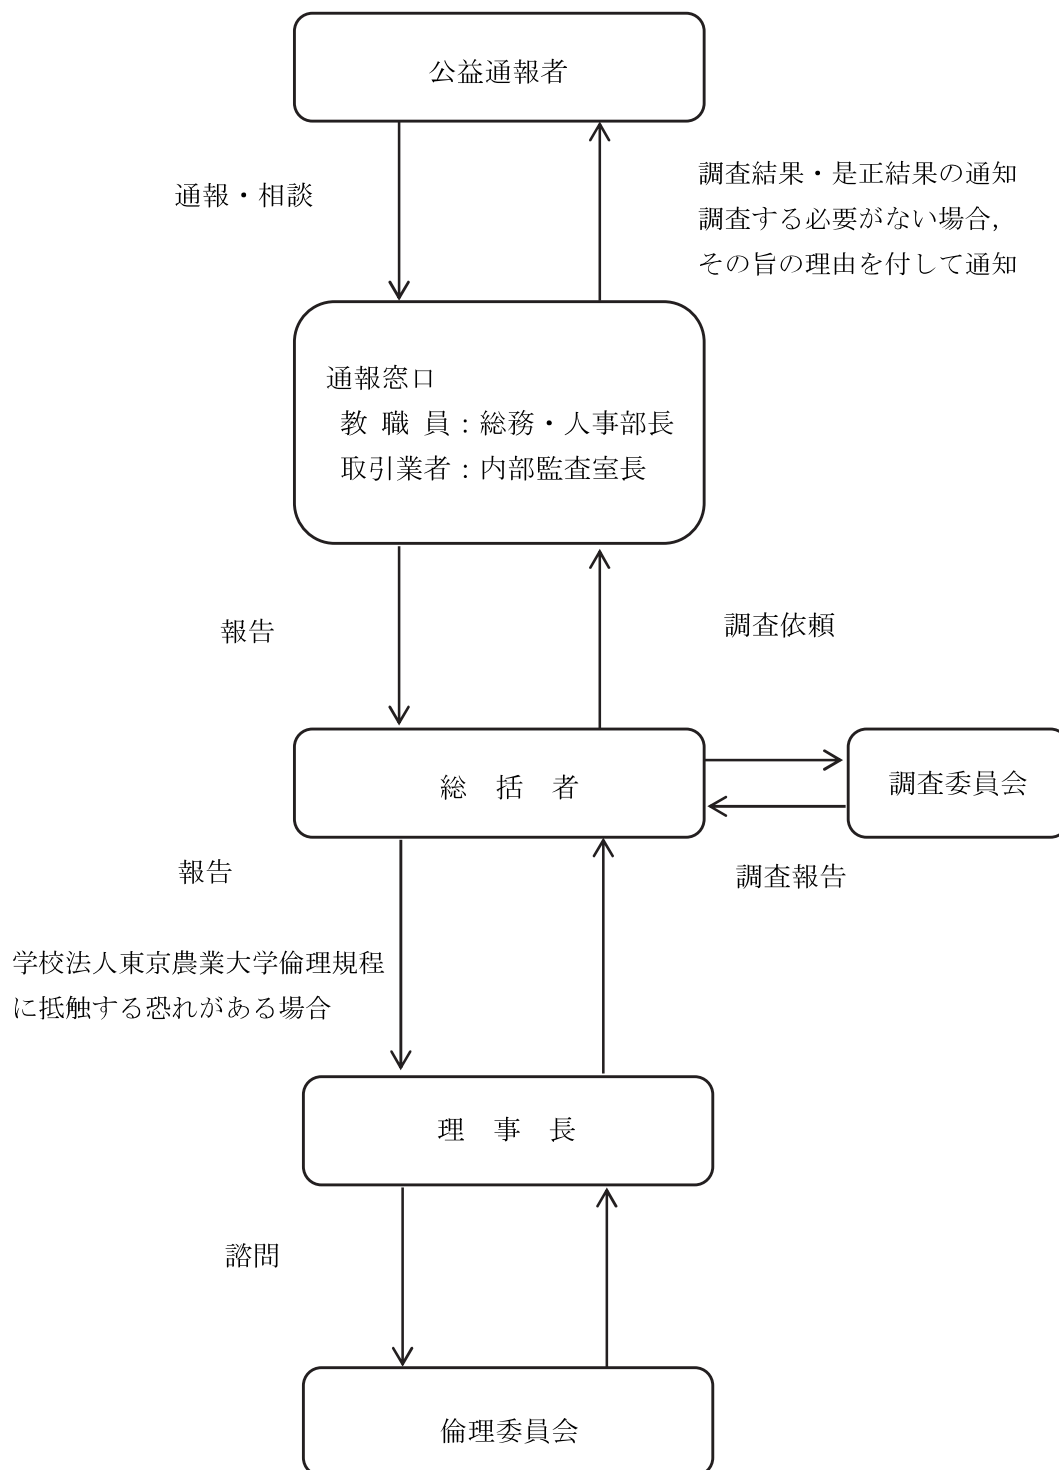 公益通報者
通報・相談
調査結果・是正結果の通知
調査する必要がない場合，
その旨の理由を付して通知
通報窓口
教 職 員：総務・人事部長
取引業者：内部監査室長
報告
調査依頼
総　括　者
調査委員会
報告
調査報告
学校法人東京農業大学倫理規程
に抵触する恐れがある場合
理　事　長
諮問
倫理委員会